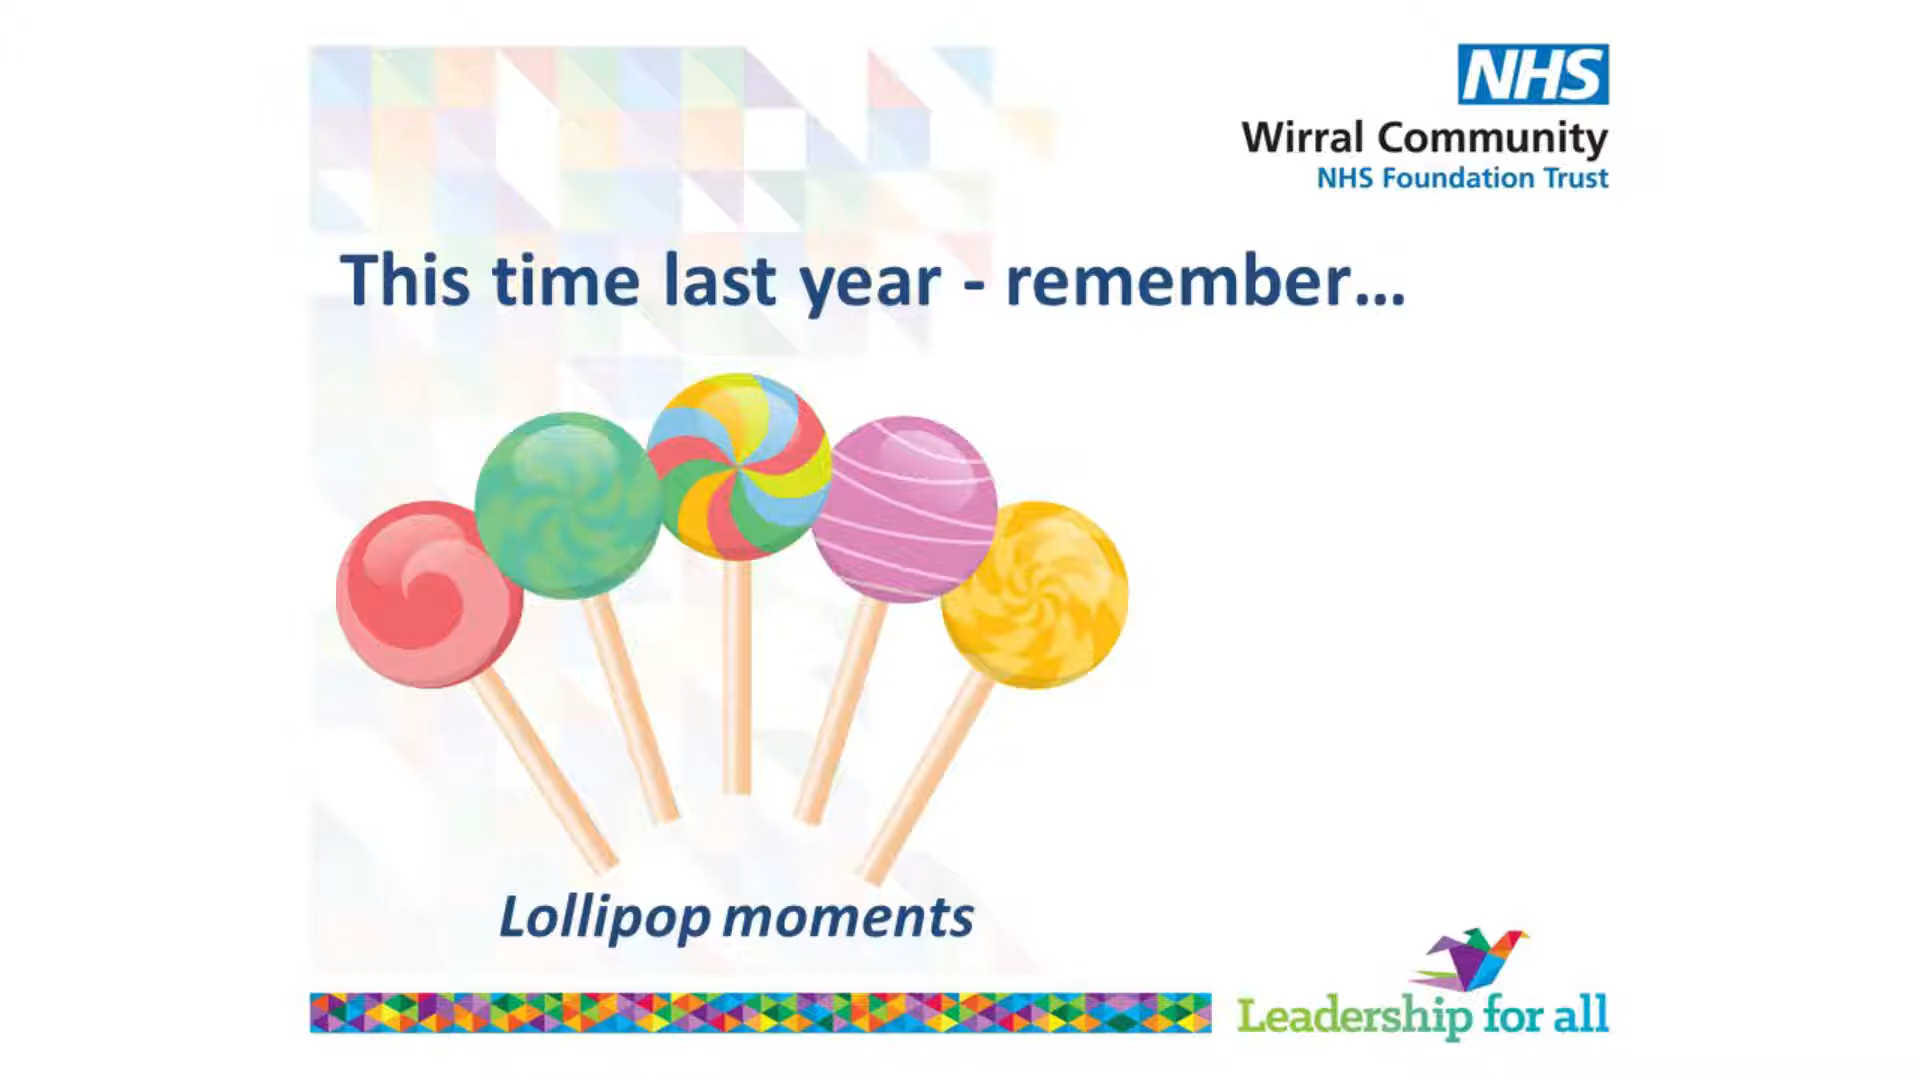 NHS
Wirral Community
NHS Foundation Trust
This time last year - remember...
Lollipop moments
Leadership for all